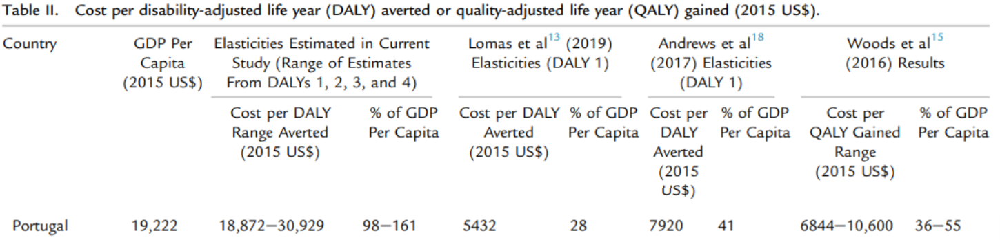 Table II. Cost per disability-adjusted life year (DALY) averted or quality-adjusted life year (QALY) gained (2015 US$).
Country
GDP Per
Capita
(2015 US$)
Elasticities Estimated in Current
Study (Range of Estimates
From DALYs 1, 2, 3, and 4)
Lomas et al13 (2019)
Elasticities (DALY 1)
Andrews et al18
(2017) Elasticities
(DALY 1)
Woods et al15
(2016) Results
Cost per DALY
Range Averted
(2015 US$)
% of GDP
Per Capita
Cost per DALY
Averted
(2015 US$)
% of GDP
Per Capita
Cost per
DALY
Averted
(2015
US$)
% of GDP
Per Capita
Cost per
QALY Gained
Range
(2015 US$)
% of GDP
Per Capita
Portugal 19,222 18,872–30,929 98–161 5432 28 7920 41 6844–10,600 36–55